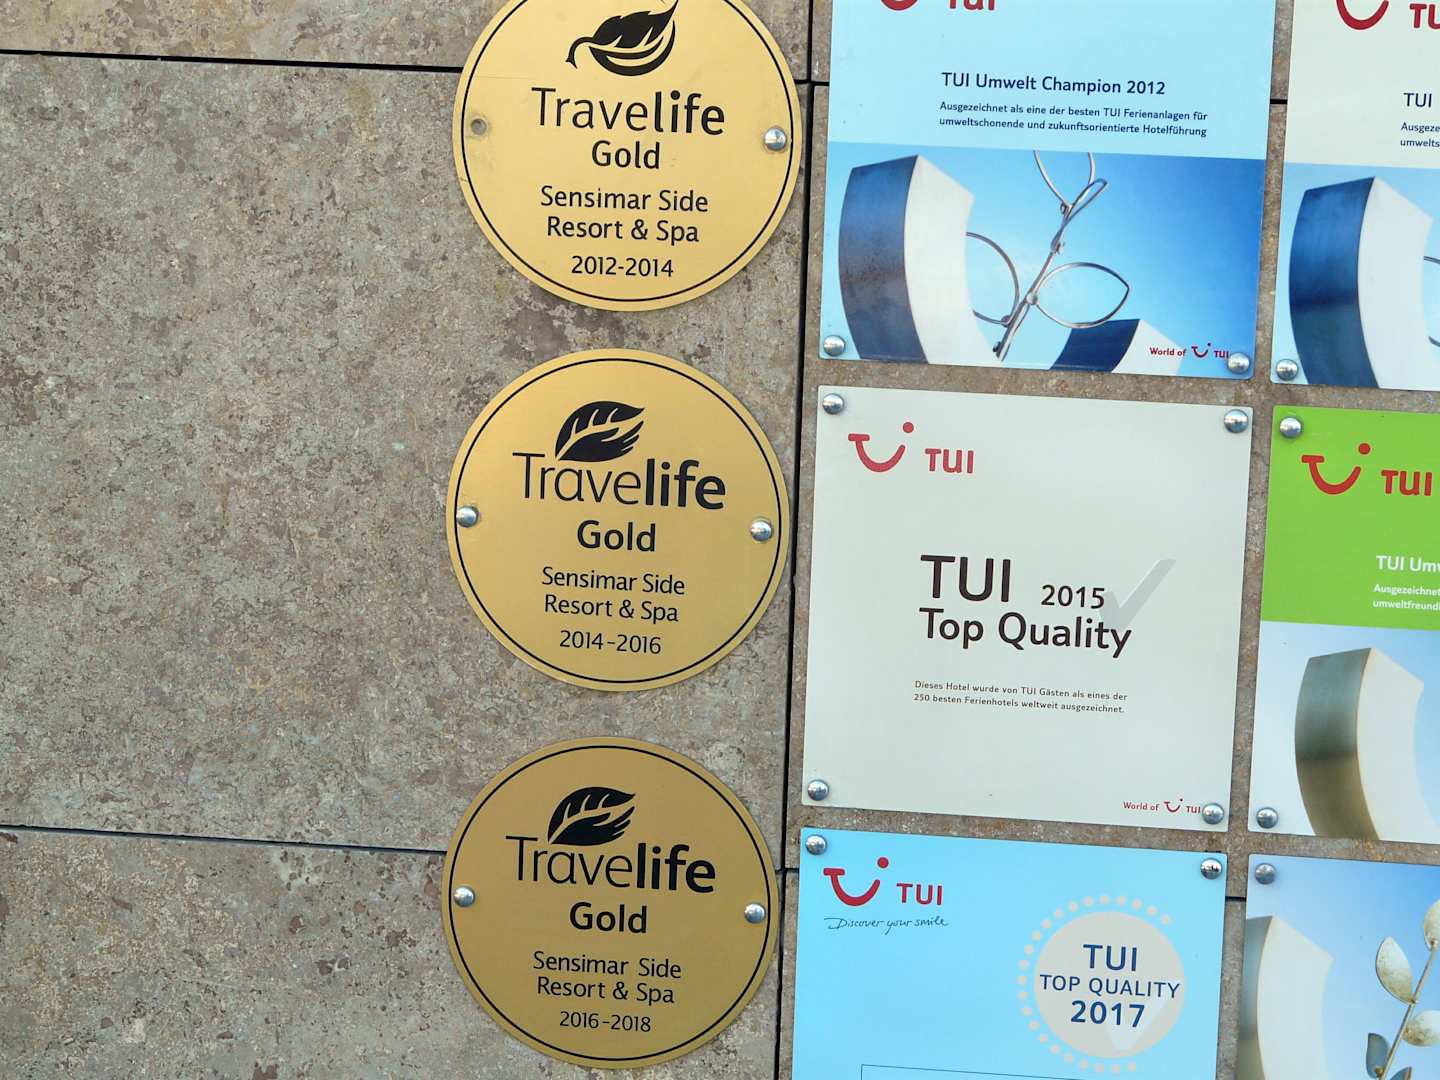 Travelife
Gold
Sensimar Side
Resort & Spa
2012-2014
Travelife
Gold
Sensimar Side
Resort & Spa
2014-2016
Travelife
Gold
Sensimar Side
Resort & Spa
2016-2018
TUI
TUI Umwelt Champion 2012
Ausgezeichnet als eine der besten TUI Ferienanlagen für
umweltschonende und zukunftsorientierte Hotelführung
World of TUI
TUI
TUI 2015
Top Quality
Dieses Hotel wurde von TUI Gästen als eines der
250 besten Ferienhotels weltweit ausgezeichnet.
World of TUI
TUI
Discover your smile
TUI
TOP QUALITY
2017
TUI
TUI
TUI